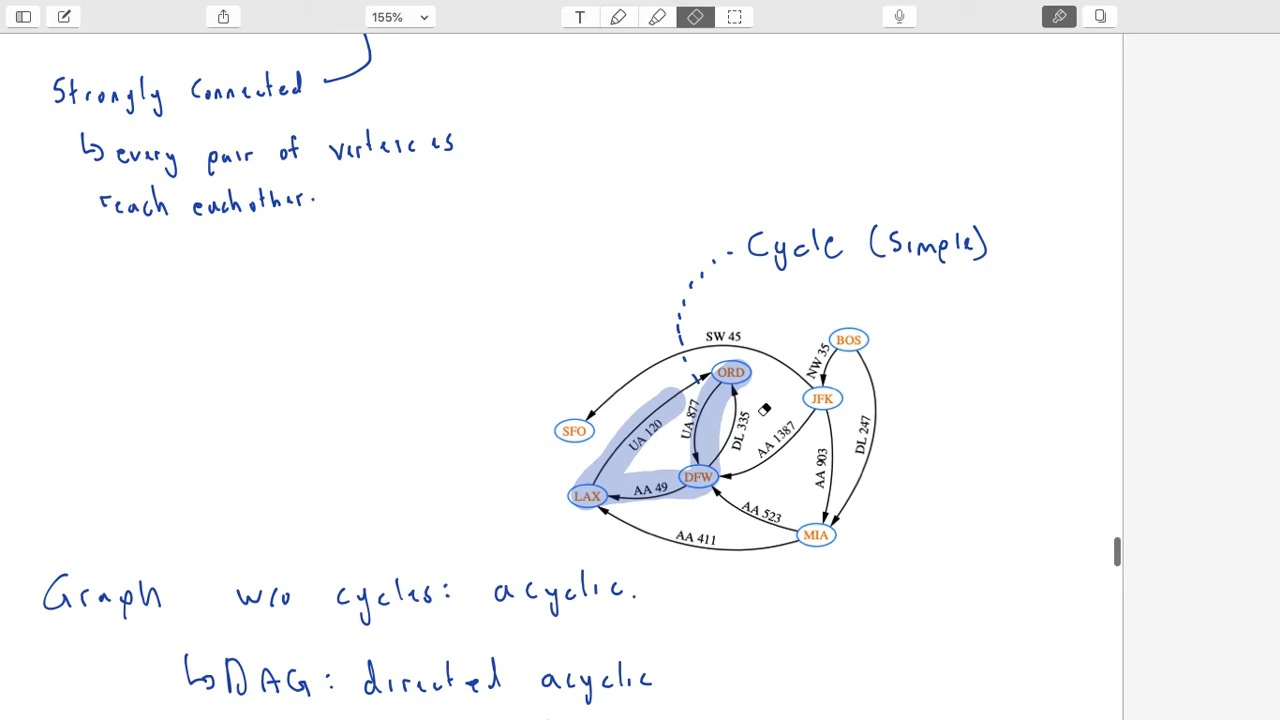 155%
T
Strongly Connected
↳ every pair of verteices
reach eachother.
Cycle (Simple)
SW 45
BOS
NW 35
ORD
JFK
UA 877
DL 335
DL 247
SFO
UA 120
AA 1387
AA 903
DFW
AA 49
LAX
AA 523
MIA
AA 411
Graph w/o cycles: acyclic.
↳ DAG: directed acyclic